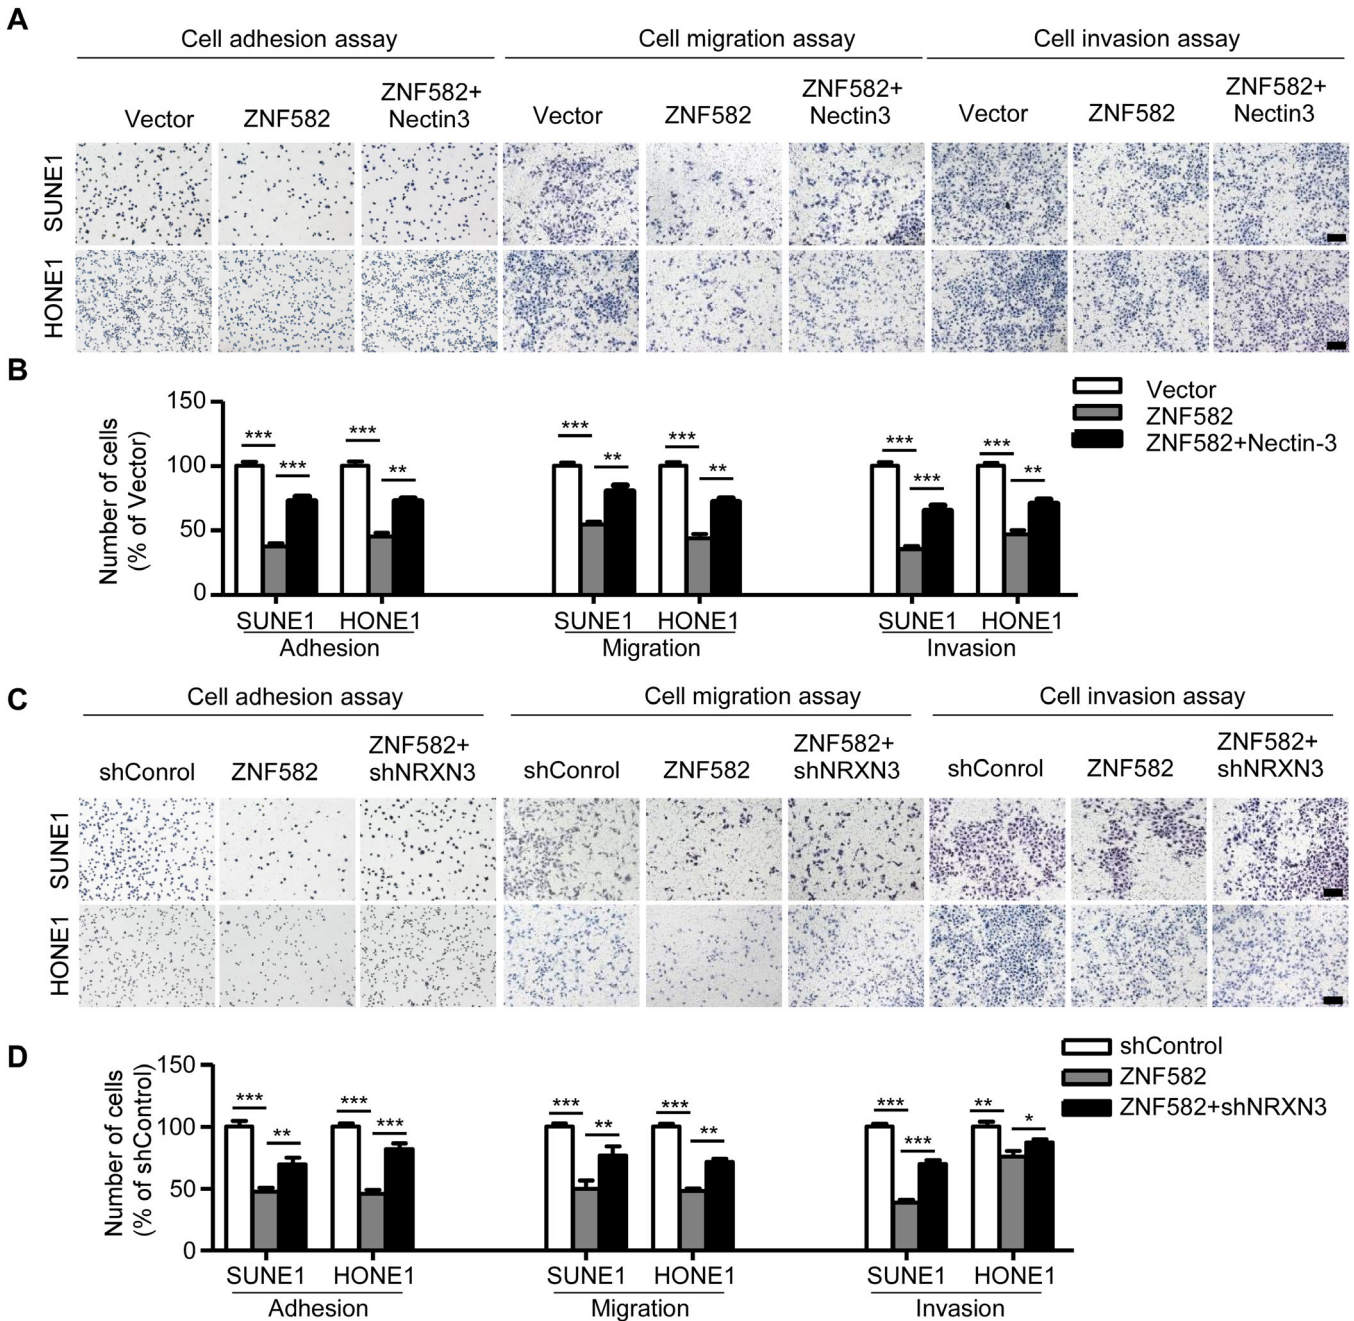 A
Cell adhesion assay
Cell migration assay
Cell invasion assay
Vector
ZNF582
ZNF582+
Nectin3
Vector
ZNF582
ZNF582+
Nectin3
Vector
ZNF582
ZNF582+
Nectin3
SUNE1
HONE1
B
Number of cells
(% of Vector)
150
100
50
0
*** *** *** **
*** ** *** **
*** *** *** **
Vector
ZNF582
ZNF582+Nectin-3
SUNE1 HONE1 SUNE1 HONE1 SUNE1 HONE1
Adhesion Migration Invasion
C
Cell adhesion assay
Cell migration assay
Cell invasion assay
shConrol
ZNF582
ZNF582+
shNRXN3
shConrol
ZNF582
ZNF582+
shNRXN3
shConrol
ZNF582
ZNF582+
shNRXN3
SUNE1
HONE1
D
Number of cells
(% of shControl)
150
100
50
0
*** ** *** ***
*** ** *** **
*** *** ** *
shControl
ZNF582
ZNF582+shNRXN3
SUNE1 HONE1 SUNE1 HONE1 SUNE1 HONE1
Adhesion Migration Invasion